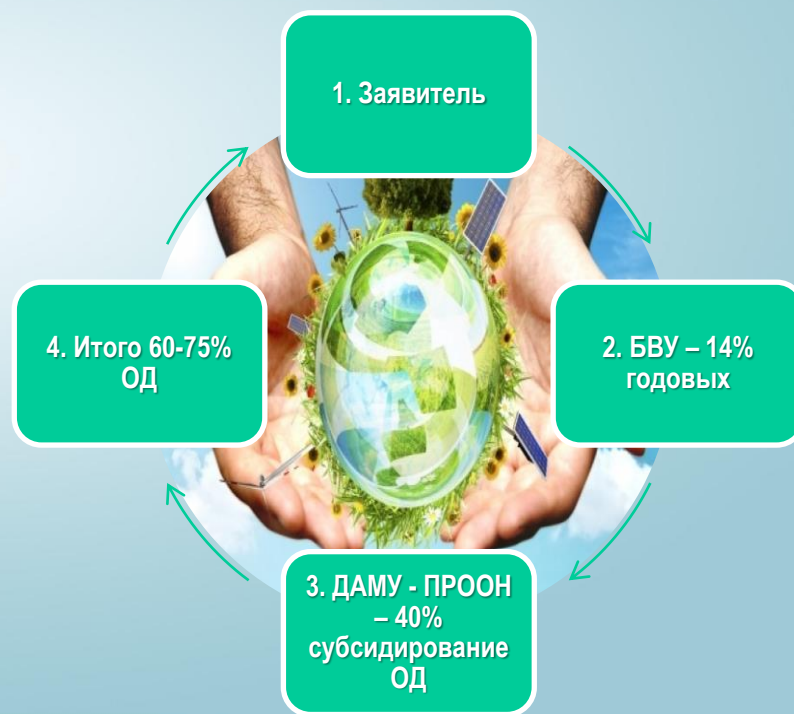 1. Заявитель
2. БВУ – 14%
годовых
3. ДАМУ - ПРООН
– 40%
субсидирование
ОД
4. Итого 60-75%
ОД